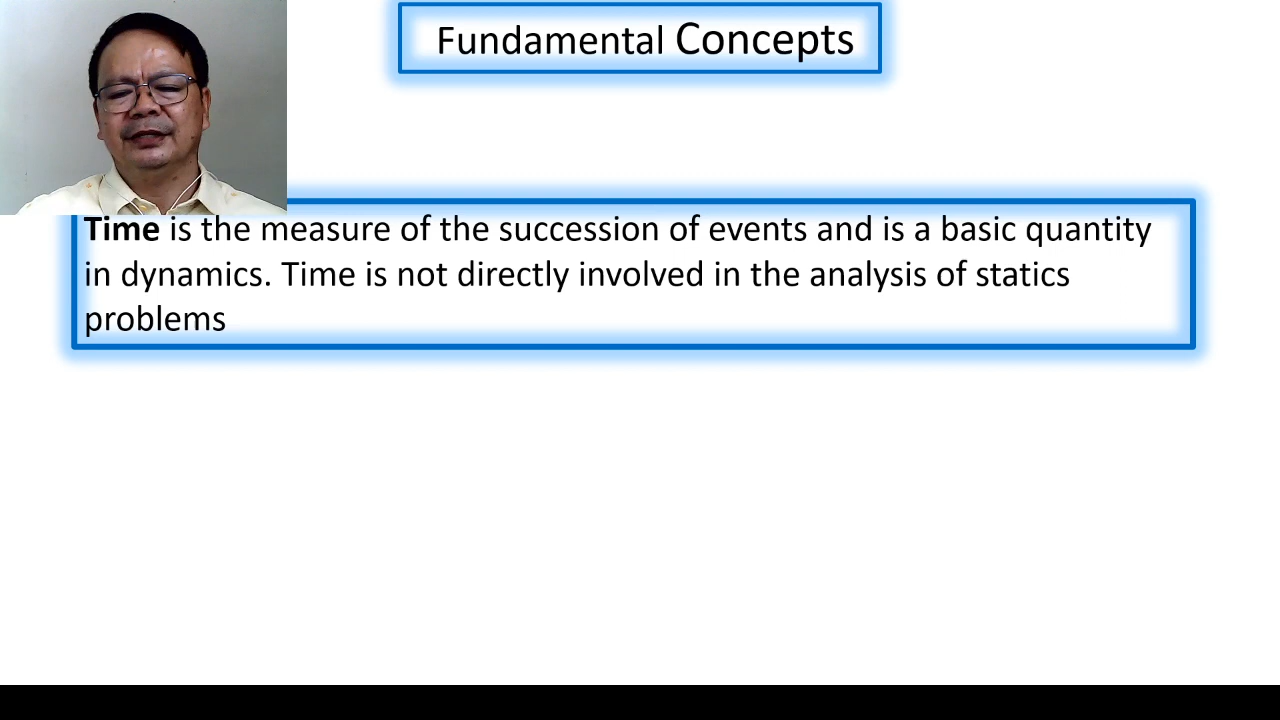 Fundamental Concepts
Time is the measure of the succession of events and is a basic quantity
in dynamics. Time is not directly involved in the analysis of statics
problems